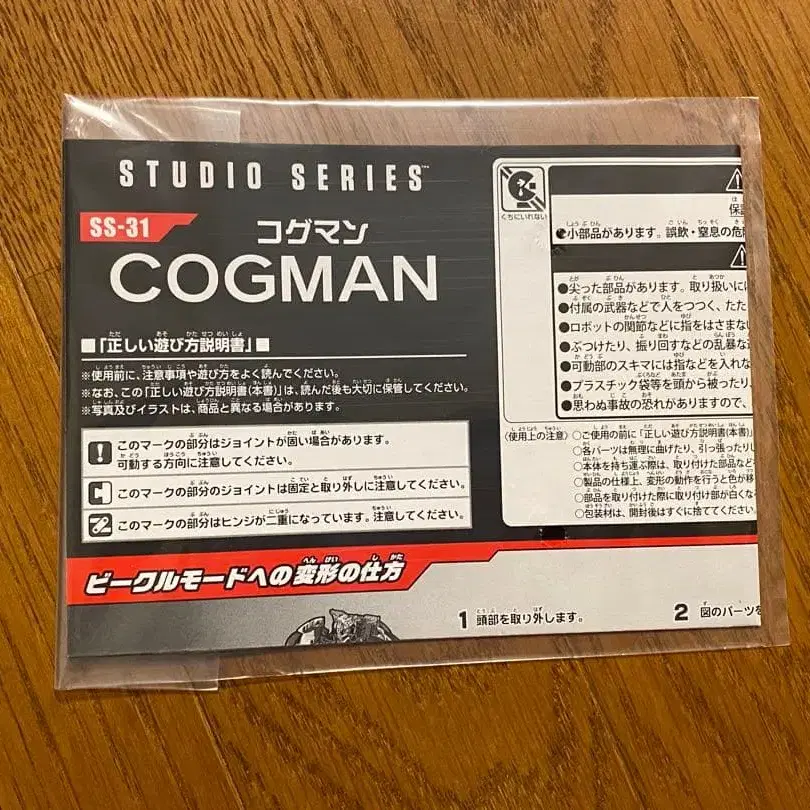 STUDIO SERIES™
SS-31
コグマン
COGMAN
■「正しい遊び方説明書」■
※使用前に、注意事項や遊び方をよく読んでください。
※なお、この「正しい遊び方説明書(本書)」は、読んだ後も大切に保管してください。
※写真及びイラストは、商品と異なる場合があります。
このマークの部分はジョイントが固い場合があります。
可動する方向に注意してください。
このマークの部分のジョイントは固定と取り外しに注意してください。
このマークの部分はヒンジが二重になっています。注意してください。
くちにいれない
●小部品があります。誤飲・窒息の危
●尖った部品があります。取り扱いに
●付属の武器などで人をつつく、たた
●ロボットの関節などに指をはさまない
●ぶつけたり、振り回すなどの乱暴な
●可動部のスキマには指などを入れな
●プラスチック袋等を頭から被ったり、
●思わぬ事故の恐れがありますので、
〈使用上の注意〉
○ご使用の前に「正しい遊び方説明書(本書)」
○各パーツは無理に曲げたり、引っ張ったりし
○本体を持ち運ぶ際は、取り付けた部品など
○製品の仕様上、変形の動作を行うと色が移
○部品を取り付けた際に取り付け部が白くな
○包装材は、開封後はすぐに捨ててください
ビークルモードへの変形の仕方
1 頭部を取り外します。
2 図のパーツを